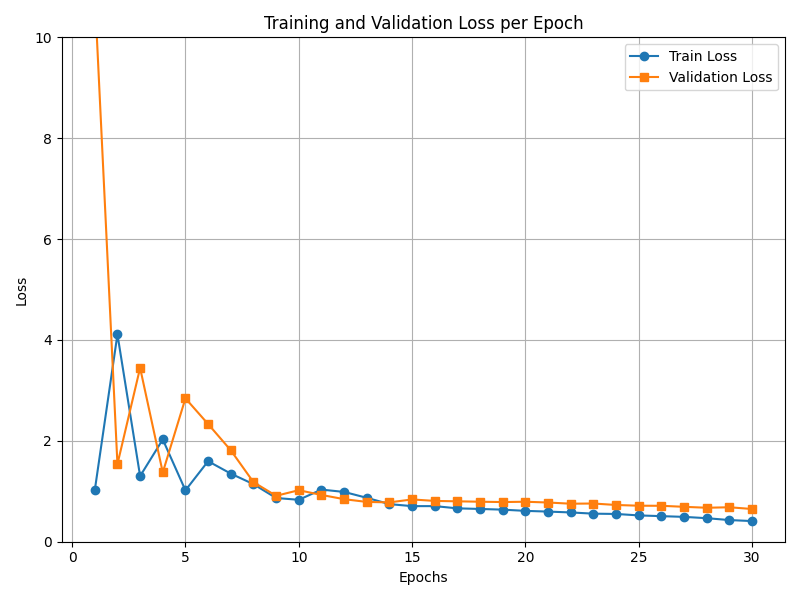 Training and Validation Loss per Epoch
Train Loss
Validation Loss
10
8
6
4
2
0
Loss
0 5 10 15 20 25 30
Epochs